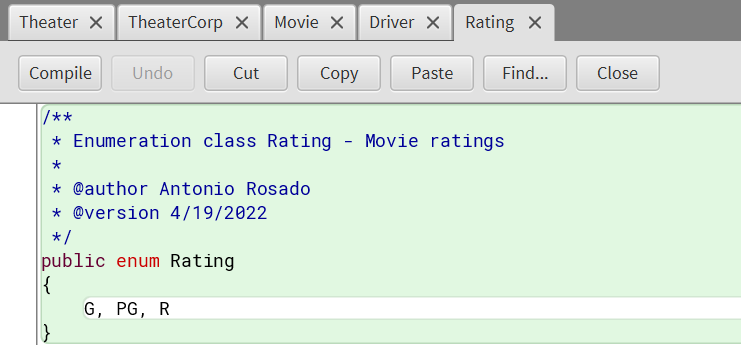 Theater × TheaterCorp × Movie × Driver × Rating ×
Compile Undo Cut Copy Paste Find... Close
/**
 * Enumeration class Rating - Movie ratings
 *
 * @author Antonio Rosado
 * @version 4/19/2022
 */
public enum Rating
{
    G, PG, R
}